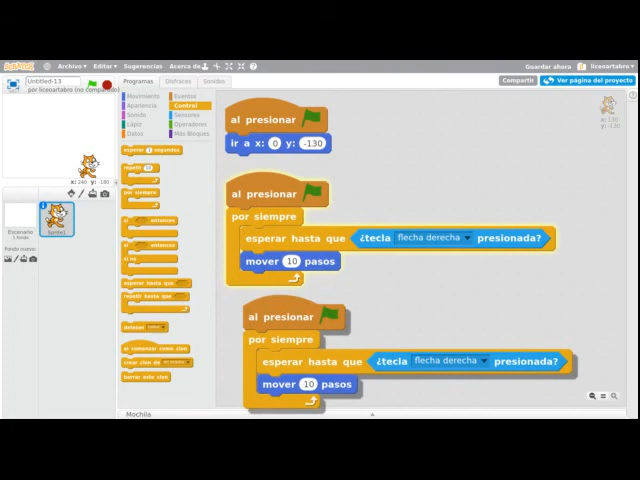 SCRATCH Archivo Editar Sugerencias Acerca de Guardar ahora liceoartabro
Untitled-13
por liceoartabro (no compartido)
Programas Disfraces Sonidos
Compartir Ver página del proyecto
Movimiento Eventos
Apariencia Control
Sonido Sensores
Lápiz Operadores
Datos Más Bloques
esperar 1 segundos
repetir 10
por siempre
si entonces
si entonces
si no
esperar hasta que
repetir hasta que
detener
al comenzar como clon
crear clon de
borrar este clon
x: 240 y: -180
Escenario
1 fondo
Sprite1
Fondo nuevo:
al presionar
ir a x: 0 y: -130
al presionar
por siempre
esperar hasta que ¿tecla flecha derecha presionada?
mover 10 pasos
al presionar
por siempre
esperar hasta que ¿tecla flecha derecha presionada?
mover 10 pasos
Mochila